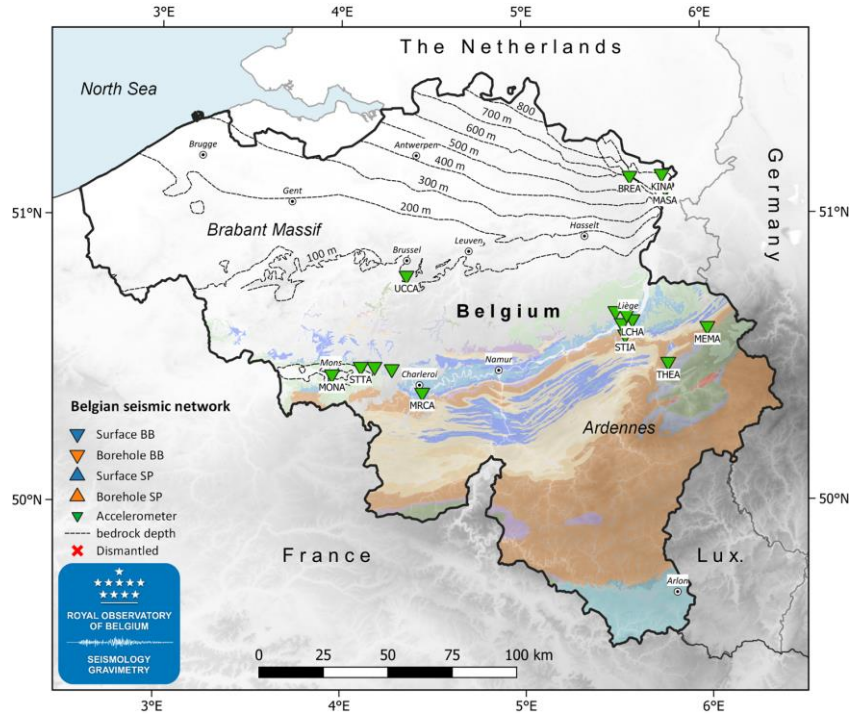 3°E
4°E
5°E
6°E
The Netherlands
North Sea
800
700 m
600 m
500 m
400 m
300 m
200 m
100 m
Brugge
Antwerpen
Germany
BREA
KINA
MASA
51°N
51°N
Gent
Brabant Massif
Hasselt
Leuven
Brussel
UCCA
Belgium
Liège
LCHA
STIA
MEMA
THEA
Mons
MONA
STTA
Charleroi
Namur
MRCA
Ardennes
Belgian seismic network
Surface BB
Borehole BB
Surface SP
Borehole SP
Accelerometer
bedrock depth
Dismantled
50°N
50°N
France
Lux.
Arlon
ROYAL OBSERVATORY
OF BELGIUM
SEISMOLOGY
GRAVIMETRY
0 25 50 75 100 km
3°E
4°E
5°E
6°E